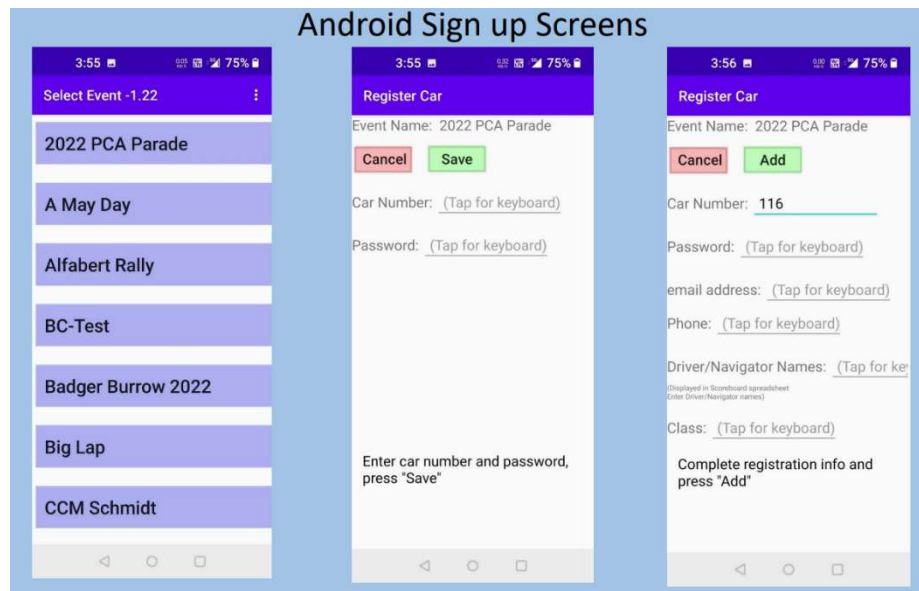 Android Sign up Screens
3:55 75%
Select Event -1.22
2022 PCA Parade
A May Day
Alfabert Rally
BC-Test
Badger Burrow 2022
Big Lap
CCM Schmidt
3:55 75%
Register Car
Event Name: 2022 PCA Parade
Cancel Save
Car Number: (Tap for keyboard)
Password: (Tap for keyboard)
Enter car number and password,
press "Save"
3:56 75%
Register Car
Event Name: 2022 PCA Parade
Cancel Add
Car Number: 116
Password: (Tap for keyboard)
email address: (Tap for keyboard)
Phone: (Tap for keyboard)
Driver/Navigator Names: (Tap for key
(Displayed in Scoreboard spreadsheet
Enter Driver/Navigator names)
Class: (Tap for keyboard)
Complete registration info and
press "Add"